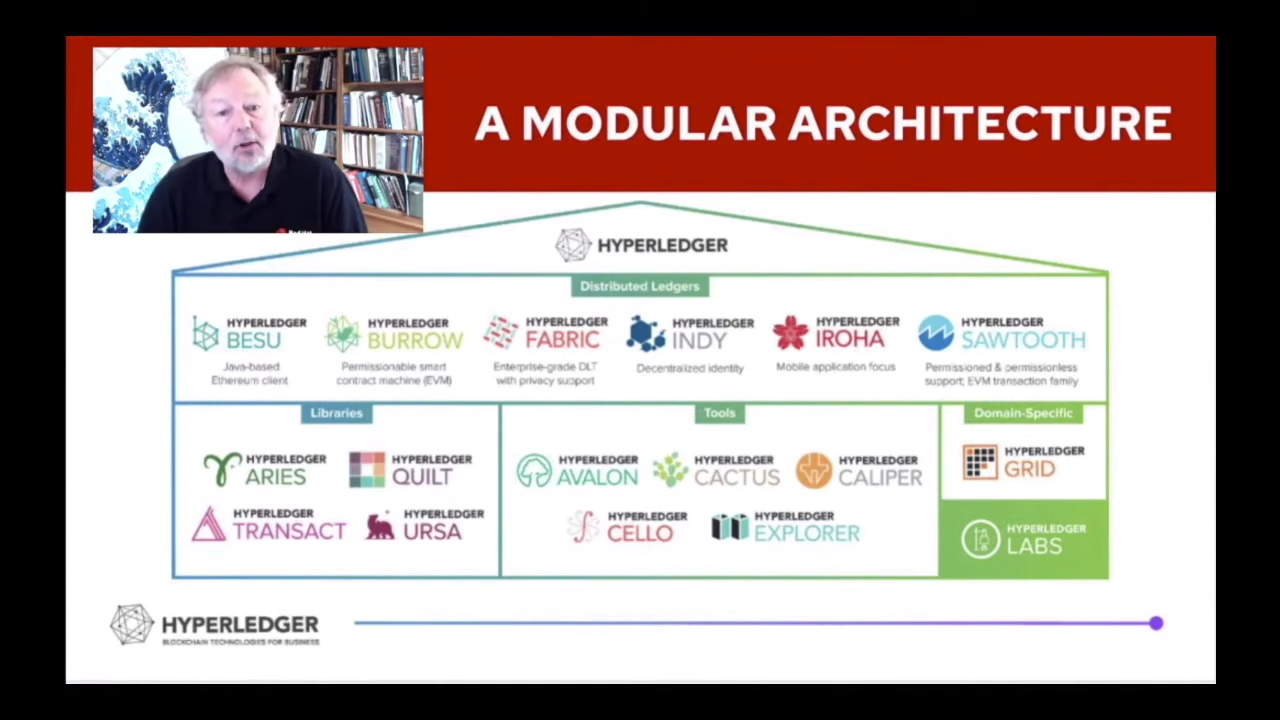 A MODULAR ARCHITECTURE
HYPERLEDGER
Distributed Ledgers
HYPERLEDGER
BESU
Java-based
Ethereum client
HYPERLEDGER
BURROW
Permissionable smart
contract machine (EVM)
HYPERLEDGER
FABRIC
Enterprise-grade DLT
with privacy support
HYPERLEDGER
INDY
Decentralized identity
HYPERLEDGER
IROHA
Mobile application focus
HYPERLEDGER
SAWTOOTH
Permissioned & permissionless
support; EVM transaction family
Libraries
HYPERLEDGER
ARIES
HYPERLEDGER
QUILT
HYPERLEDGER
TRANSACT
HYPERLEDGER
URSA
Tools
HYPERLEDGER
AVALON
HYPERLEDGER
CACTUS
HYPERLEDGER
CALIPER
HYPERLEDGER
CELLO
HYPERLEDGER
EXPLORER
Domain-Specific
HYPERLEDGER
GRID
HYPERLEDGER
LABS
HYPERLEDGER
BLOCKCHAIN TECHNOLOGIES FOR BUSINESS